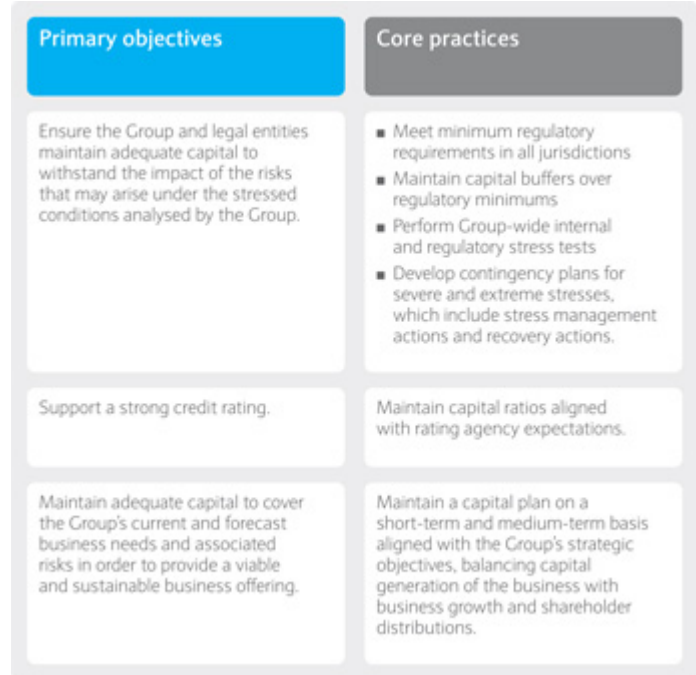 Primary objectives
Core practices
Ensure the Group and legal entities
maintain adequate capital to
withstand the impact of the risks
that may arise under the stressed
conditions analysed by the Group.
■ Meet minimum regulatory
requirements in all jurisdictions
■ Maintain capital buffers over
regulatory minimums
■ Perform Group-wide internal
and regulatory stress tests
■ Develop contingency plans for
severe and extreme stresses,
which include stress management
actions and recovery actions.
Support a strong credit rating.
Maintain capital ratios aligned
with rating agency expectations.
Maintain adequate capital to cover
the Group's current and forecast
business needs and associated
risks in order to provide a viable
and sustainable business offering.
Maintain a capital plan on a
short-term and medium-term basis
aligned with the Group's strategic
objectives, balancing capital
generation of the business with
business growth and shareholder
distributions.